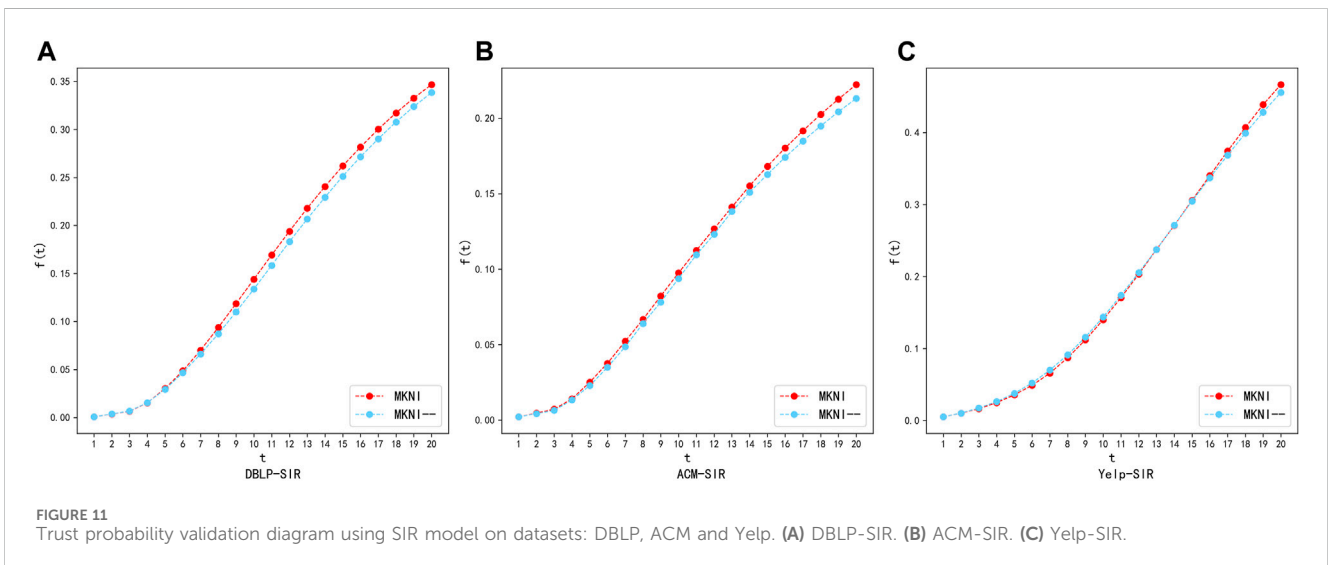 A
0.35
0.30
0.25
0.20
0.15
0.10
0.05
0.00
f(t)
1 2 3 4 5 6 7 8 9 10 11 12 13 14 15 16 17 18 19 20
t
DBLP-SIR
MKNI
MKNI——
B
0.20
0.15
0.10
0.05
0.00
f(t)
1 2 3 4 5 6 7 8 9 10 11 12 13 14 15 16 17 18 19 20
t
ACM-SIR
MKNI
MKNI——
C
0.4
0.3
0.2
0.1
0.0
f(t)
1 2 3 4 5 6 7 8 9 10 11 12 13 14 15 16 17 18 19 20
t
Yelp-SIR
MKNI
MKNI——
FIGURE 11
Trust probability validation diagram using SIR model on datasets: DBLP, ACM and Yelp. (A) DBLP-SIR. (B) ACM-SIR. (C) Yelp-SIR.